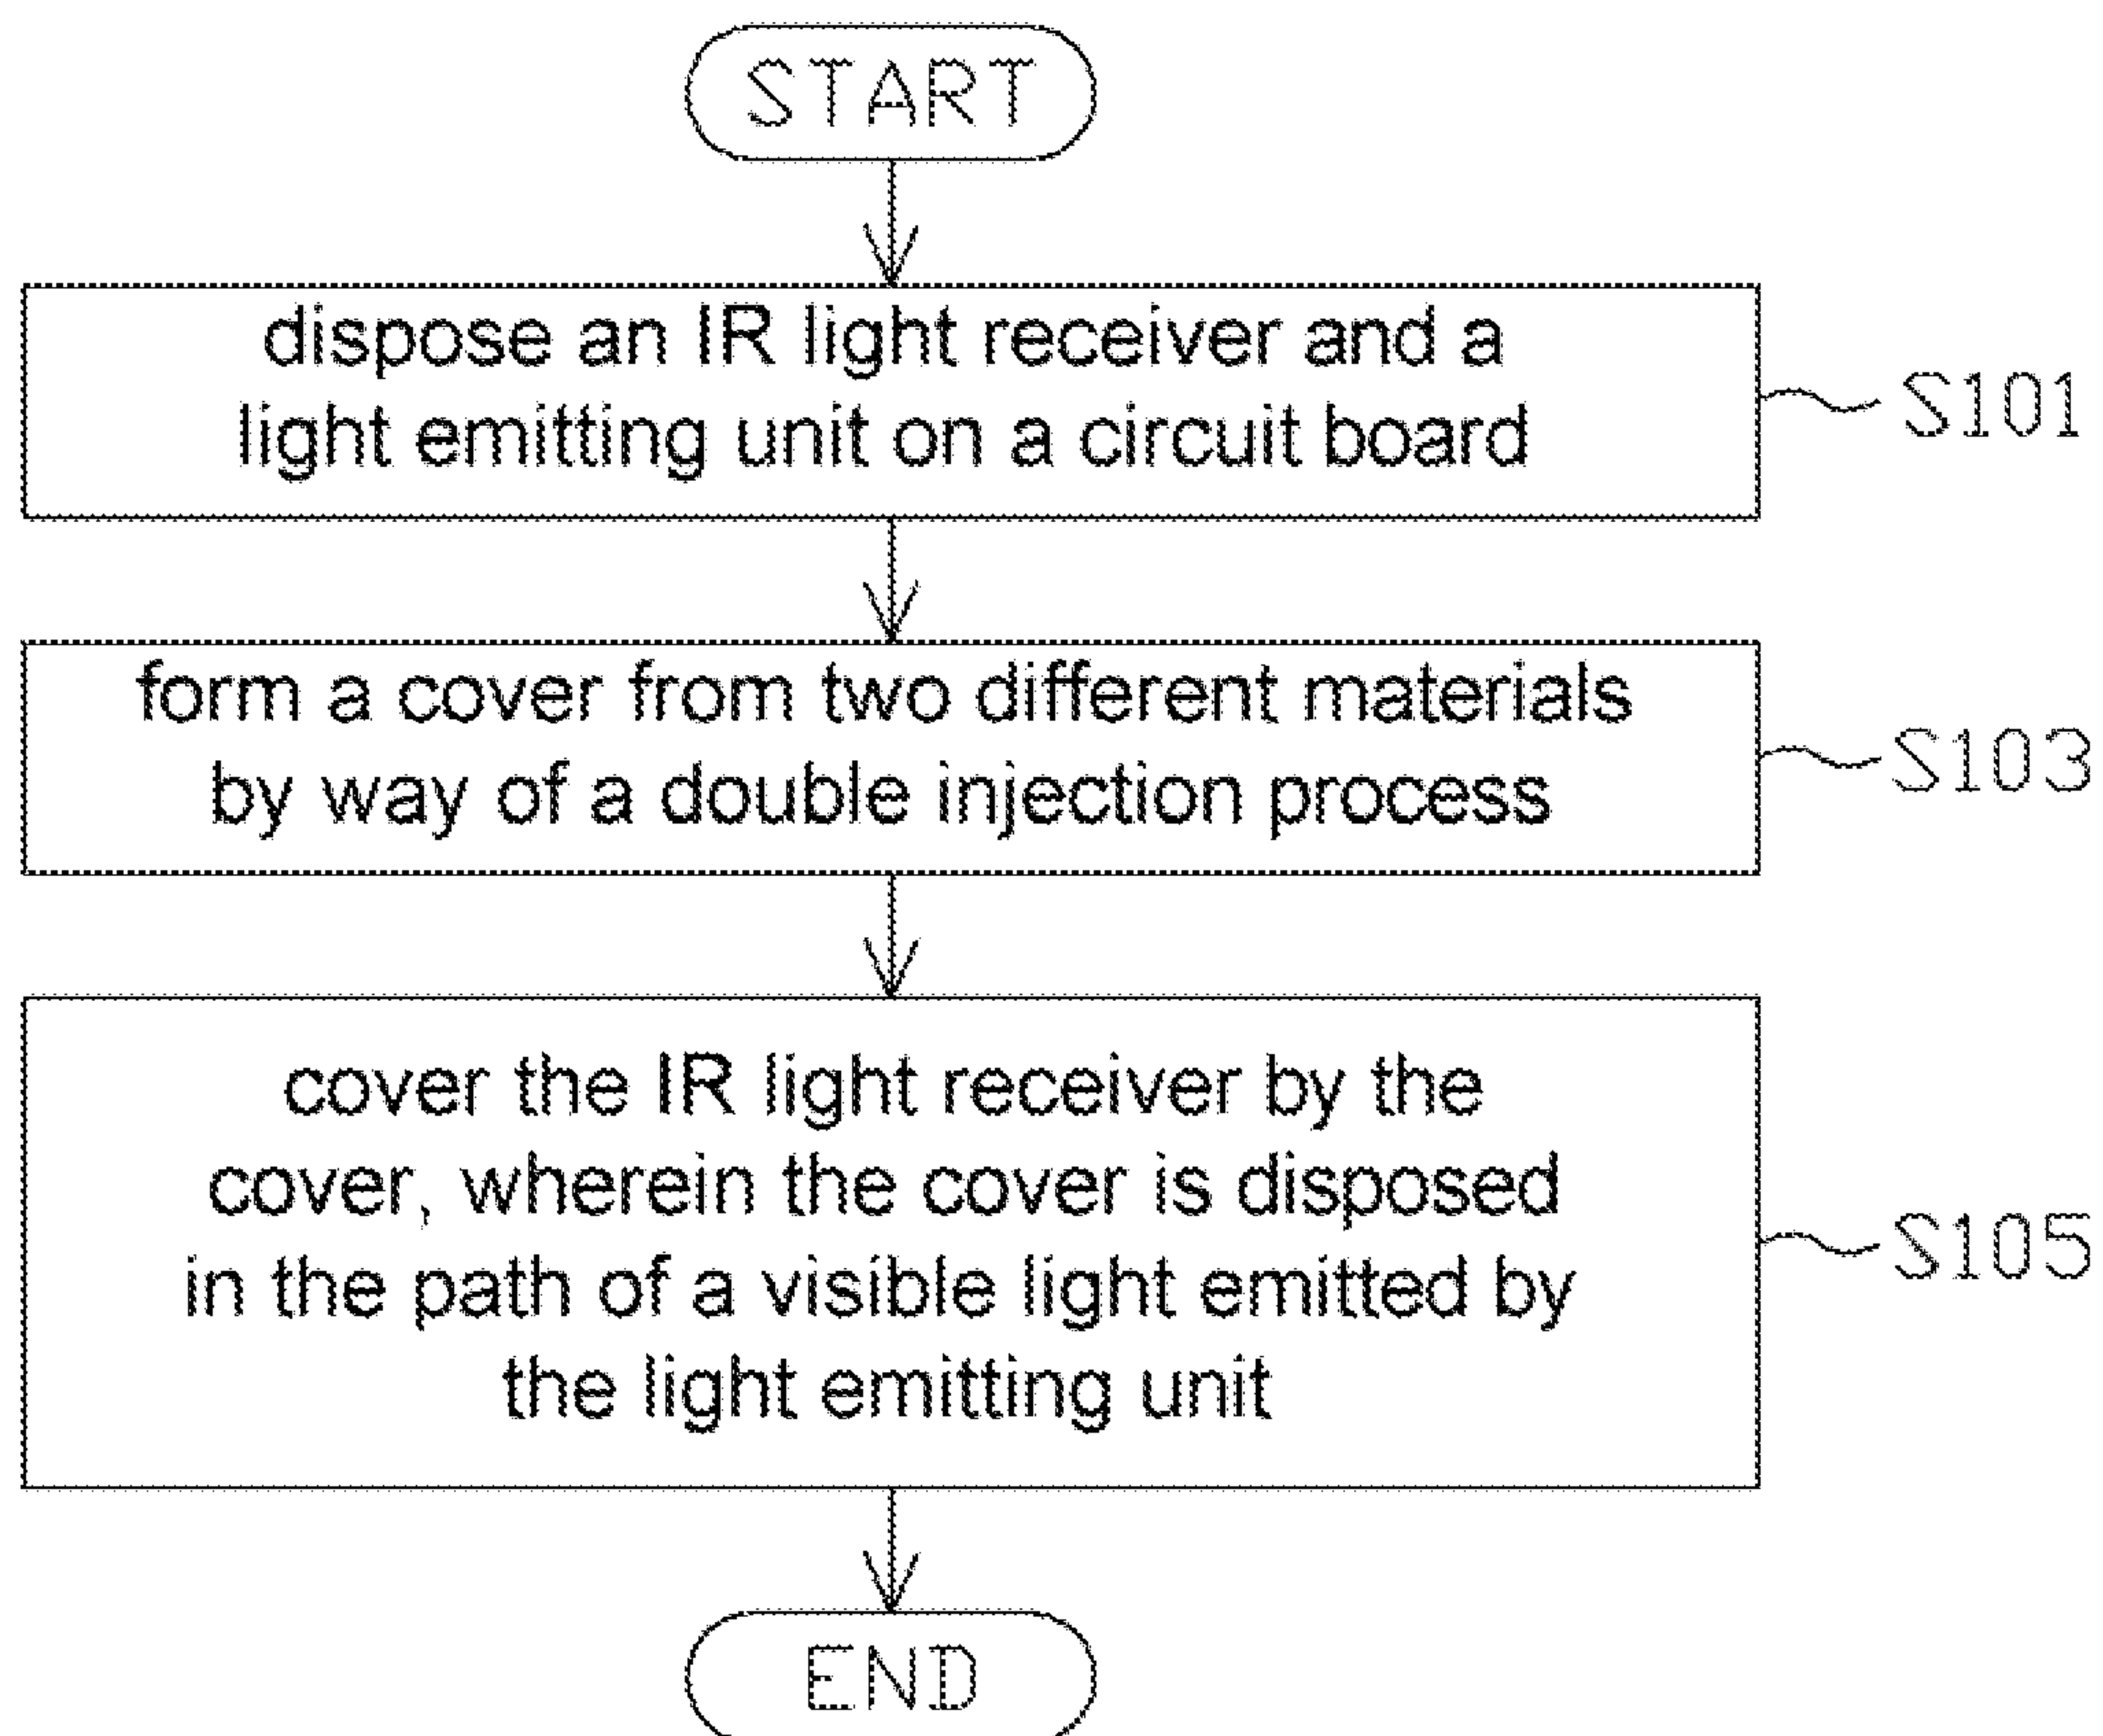 START
dispose an IR light receiver and a
light emitting unit on a circuit board
S101
form a cover from two different materials
by way of a double injection process
S103
cover the IR light receiver by the
cover, wherein the cover is disposed
in the path of a visible light emitted by
the light emitting unit
S105
END